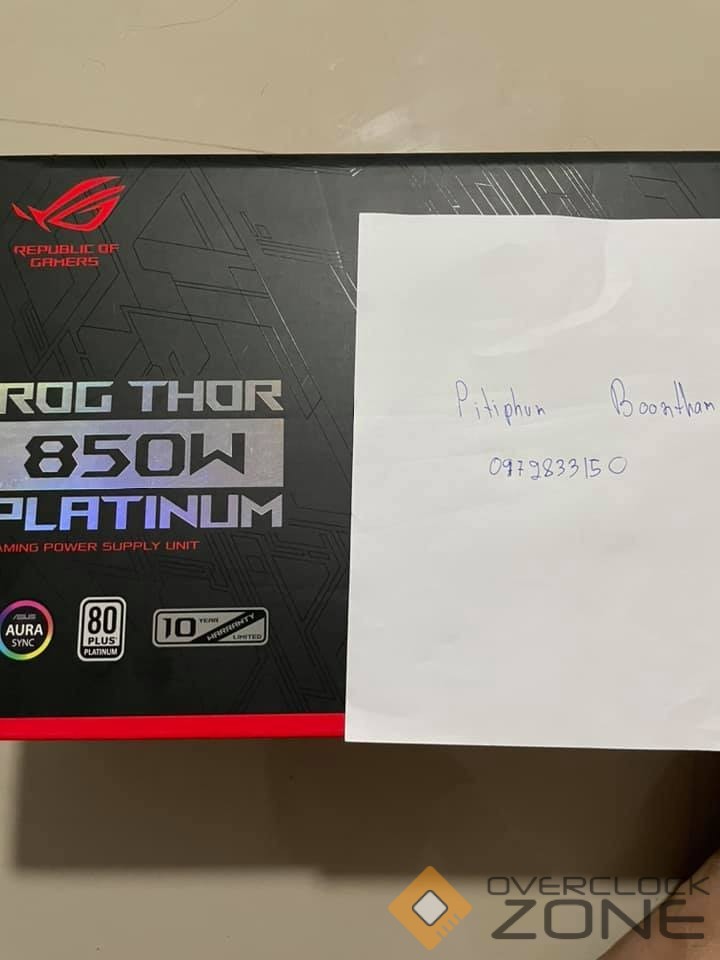 REPUBLIC OF
GAMERS
ROG THOR
850W
PLATINUM
AMING POWER SUPPLY UNIT
ASUS
AURA
SYNC
80
PLUS
PLATINUM
10 YEAR
WARRANTY
LIMITED
Pitiphun Boontham
0972833150
OVERCLOCK
ZONE